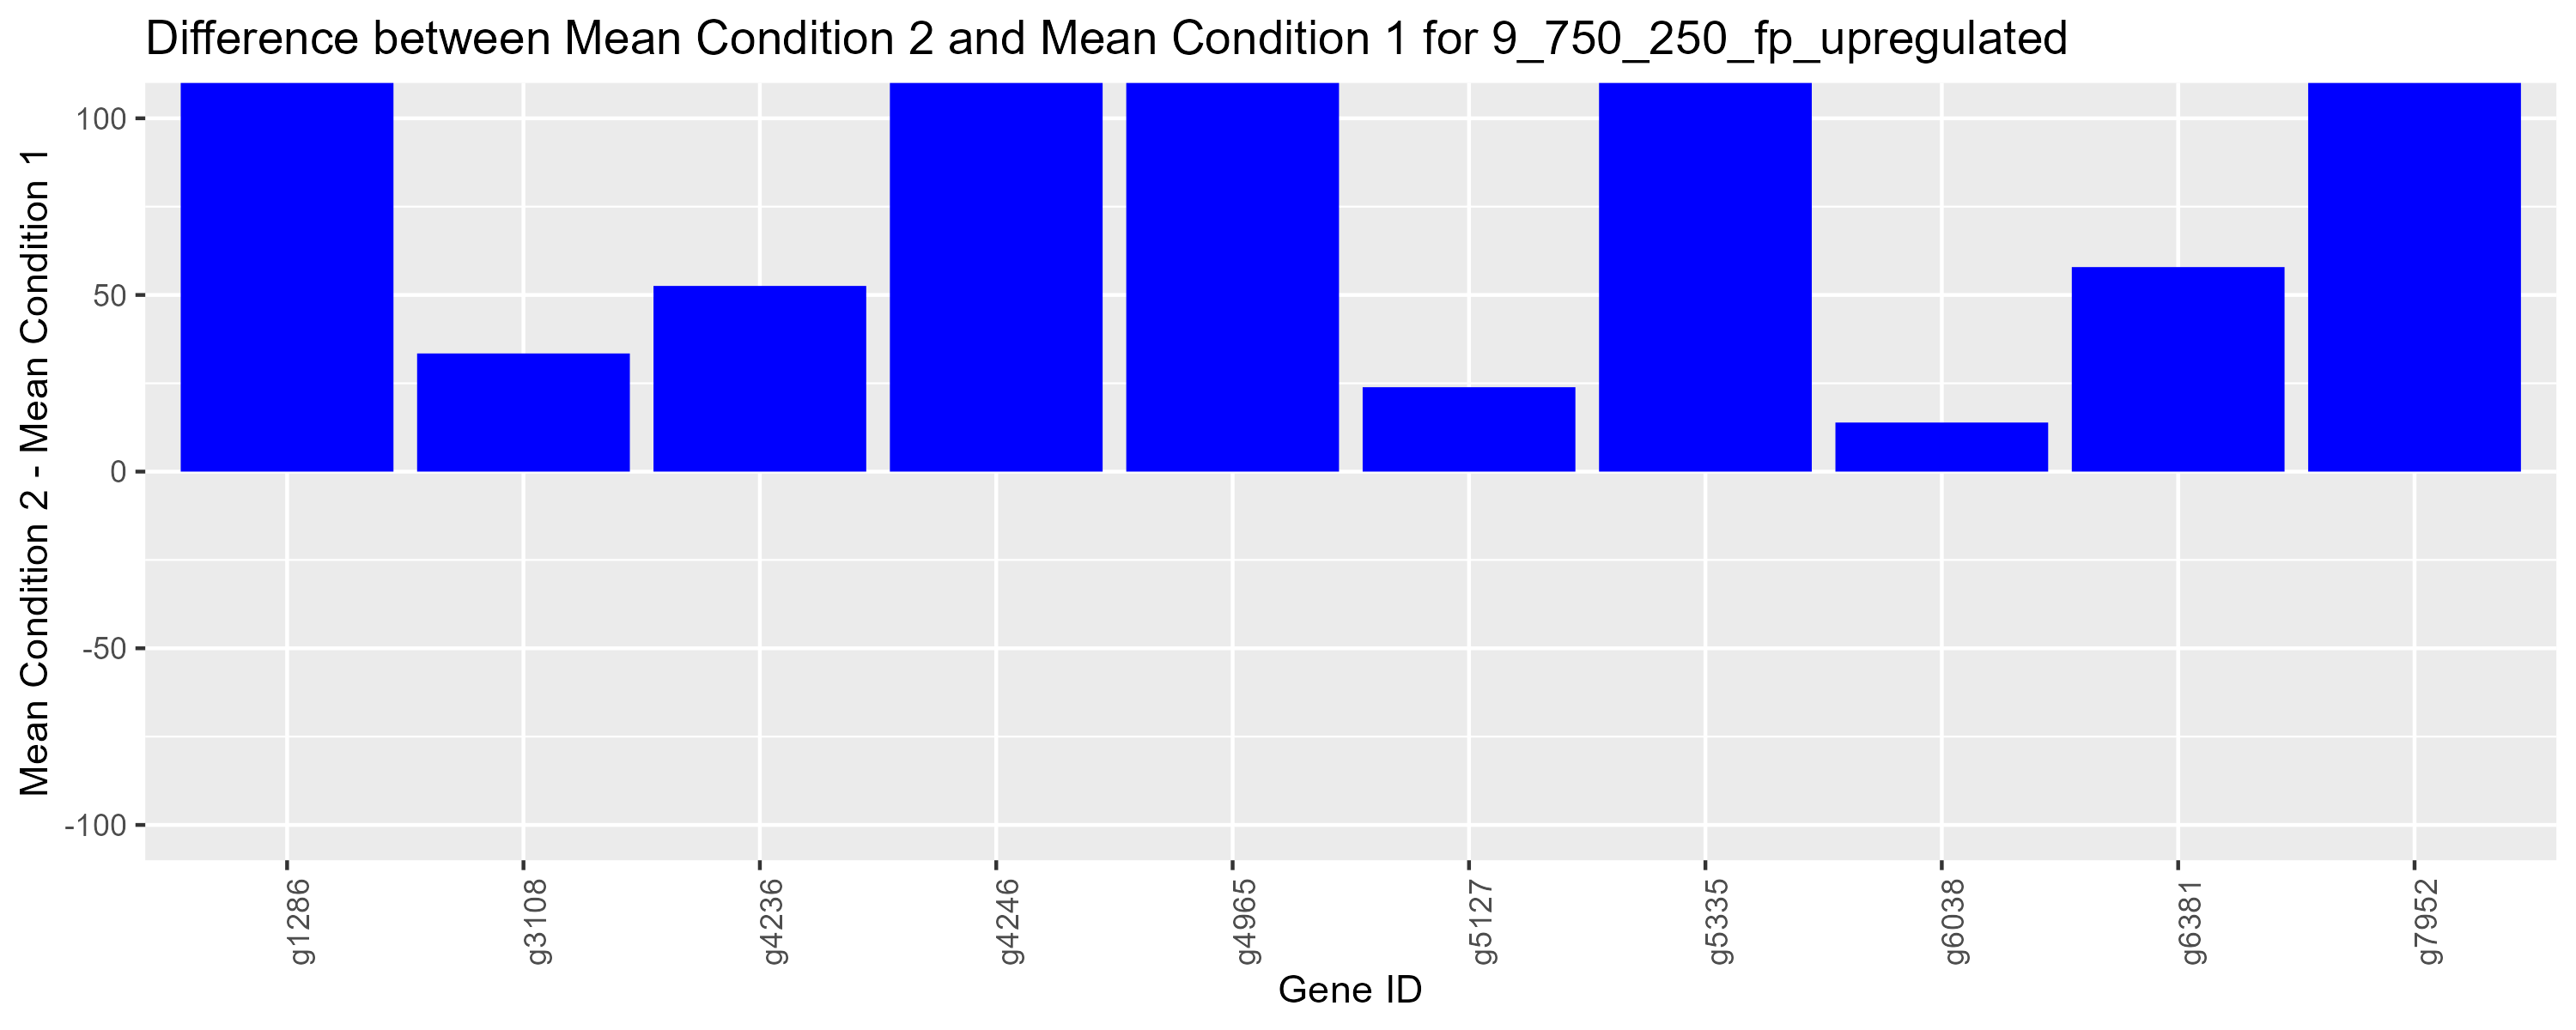 Difference between Mean Condition 2 and Mean Condition 1 for 9_750_250_fp_upregulated
Mean Condition 2 - Mean Condition 1
100
50
0
-50
-100
g1286
g3108
g4236
g4246
g4965
g5127
g5335
g6038
g6381
g7952
Gene ID